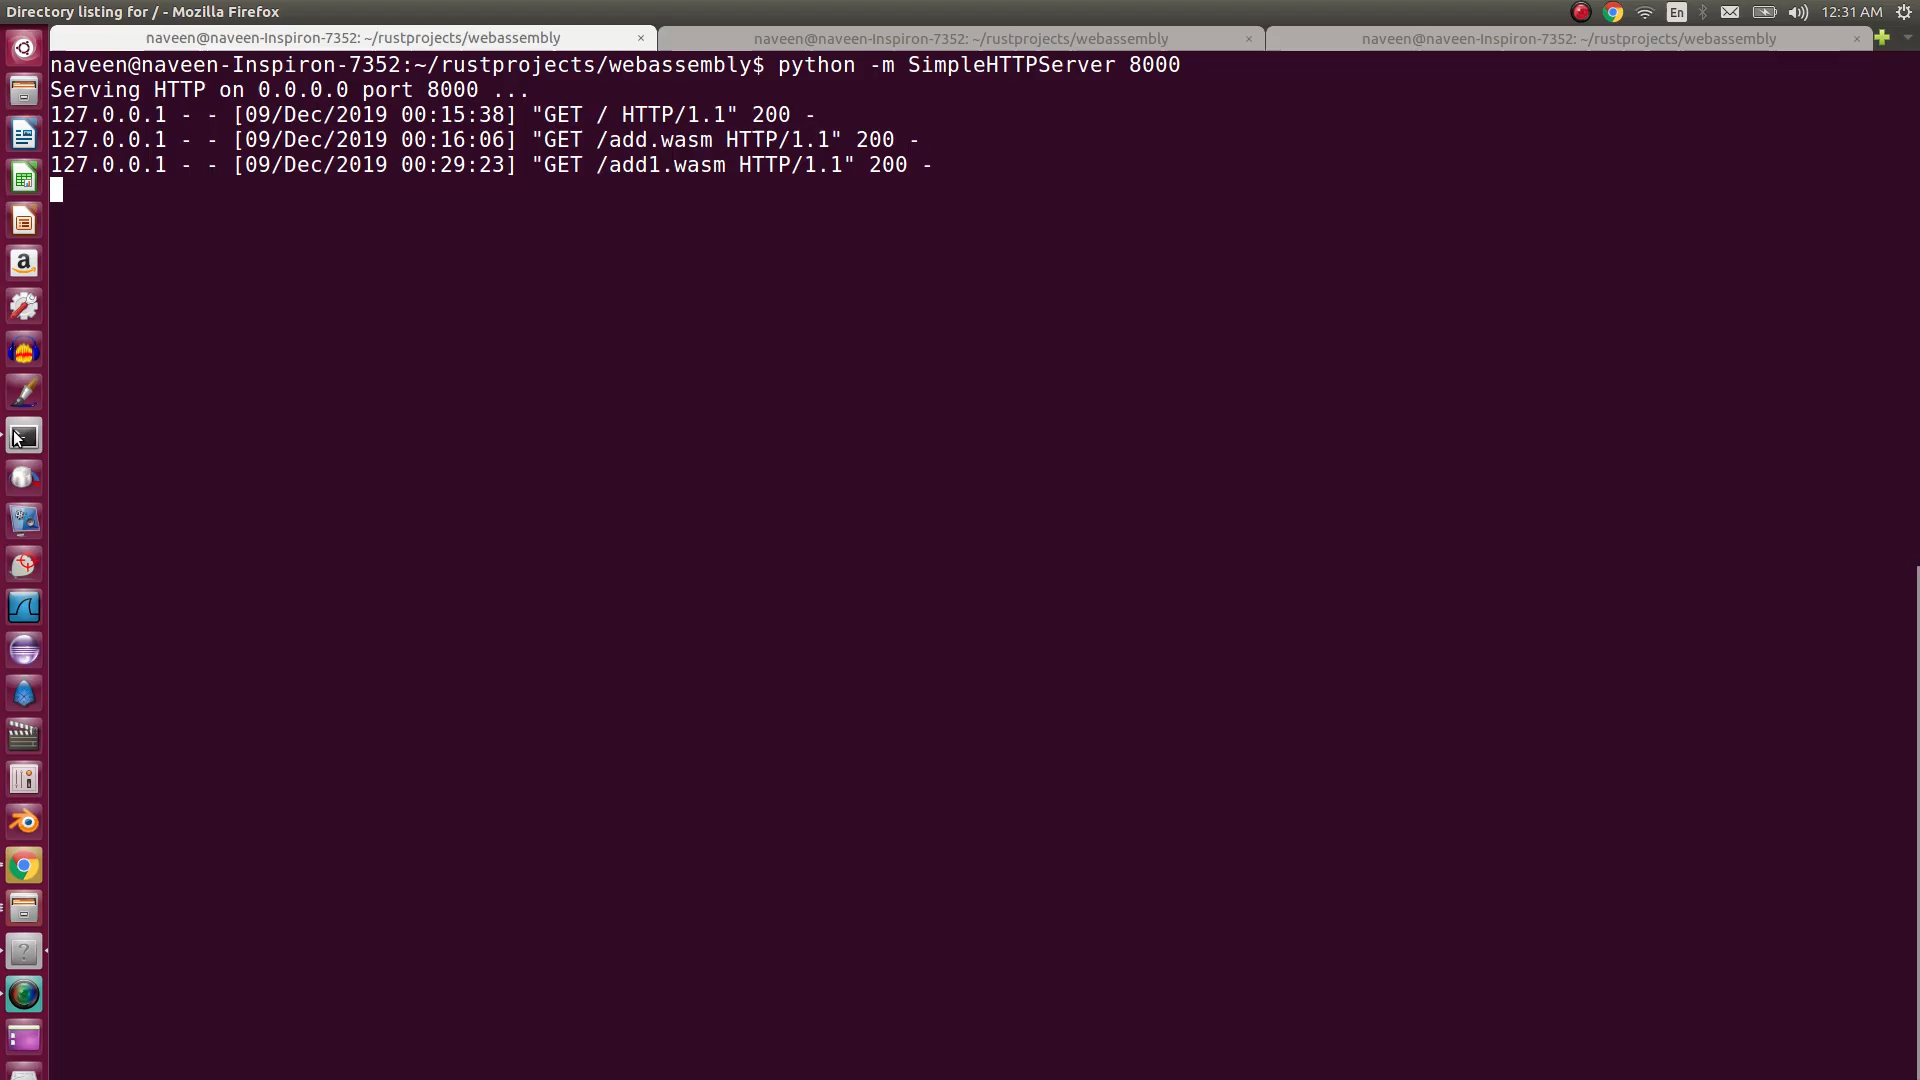 Directory listing for / - Mozilla Firefox
En
12:31 AM
naveen@naveen-Inspiron-7352: ~/rustprojects/webassembly ×
naveen@naveen-Inspiron-7352: ~/rustprojects/webassembly ×
naveen@naveen-Inspiron-7352: ~/rustprojects/webassembly ×
naveen@naveen-Inspiron-7352:~/rustprojects/webassembly$ python -m SimpleHTTPServer 8000
Serving HTTP on 0.0.0.0 port 8000 ...
127.0.0.1 - - [09/Dec/2019 00:15:38] "GET / HTTP/1.1" 200 -
127.0.0.1 - - [09/Dec/2019 00:16:06] "GET /add.wasm HTTP/1.1" 200 -
127.0.0.1 - - [09/Dec/2019 00:29:23] "GET /add1.wasm HTTP/1.1" 200 -